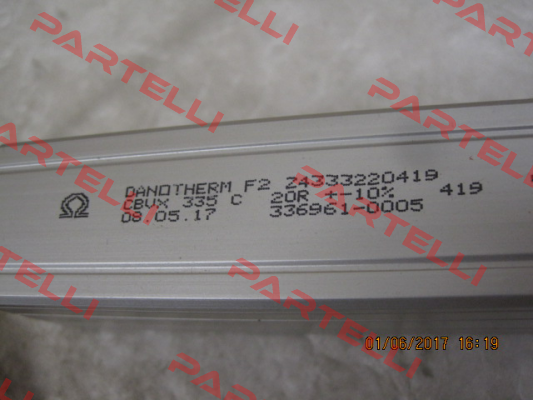 DANOTHERM F2 Z4333220419
CBVX 335 C 20R +-10% 419
08.05.17 336961-0005
01/06/2017 16:19
PARTELLI
PARTELLI
PARTELLI
PARTELLI
PARTELLI
PARTELLI